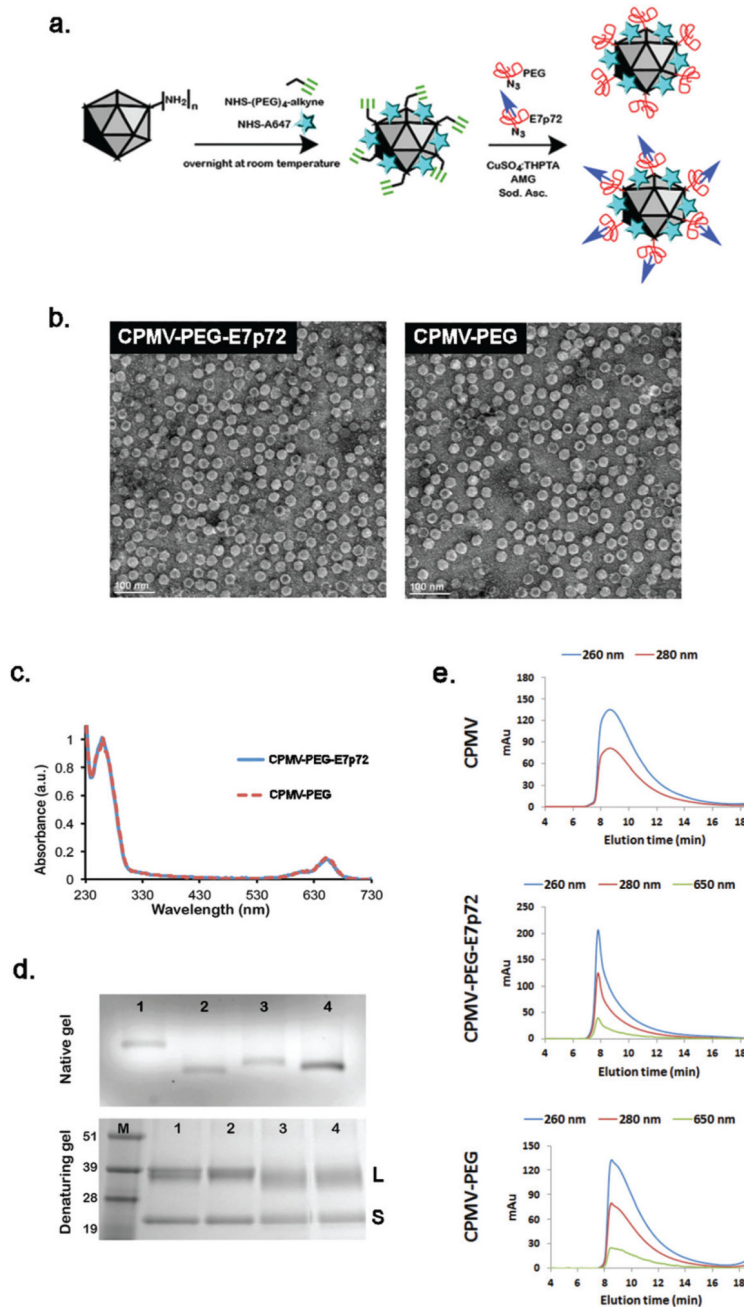 a.
[NH2]n
NHS-(PEG)4-alkyne
NHS-A647
overnight at room temperature
PEG
N3
E7p72
N3
CuSO4:THPTA
AMG
Sod. Asc.
b.
CPMV-PEG-E7p72
100 nm
CPMV-PEG
100 nm
c.
1
0.8
0.6
0.4
0.2
0
Absorbance (a.u.)
230 330 430 530 630 730
Wavelength (nm)
CPMV-PEG-E7p72
CPMV-PEG
d.
Native gel
1 2 3 4
Denaturing gel
M 1 2 3 4
51
39
28
19
L
S
e.
260 nm 280 nm
CPMV
mAu
180
150
120
90
60
30
0
4 6 8 10 12 14 16 18
Elution time (min)
260 nm 280 nm 650 nm
CPMV-PEG-E7p72
mAu
250
200
150
100
50
0
4 6 8 10 12 14 16 18
Elution time (min)
260 nm 280 nm 650 nm
CPMV-PEG
mAu
150
120
90
60
30
0
4 6 8 10 12 14 16 18
Elution time (min)